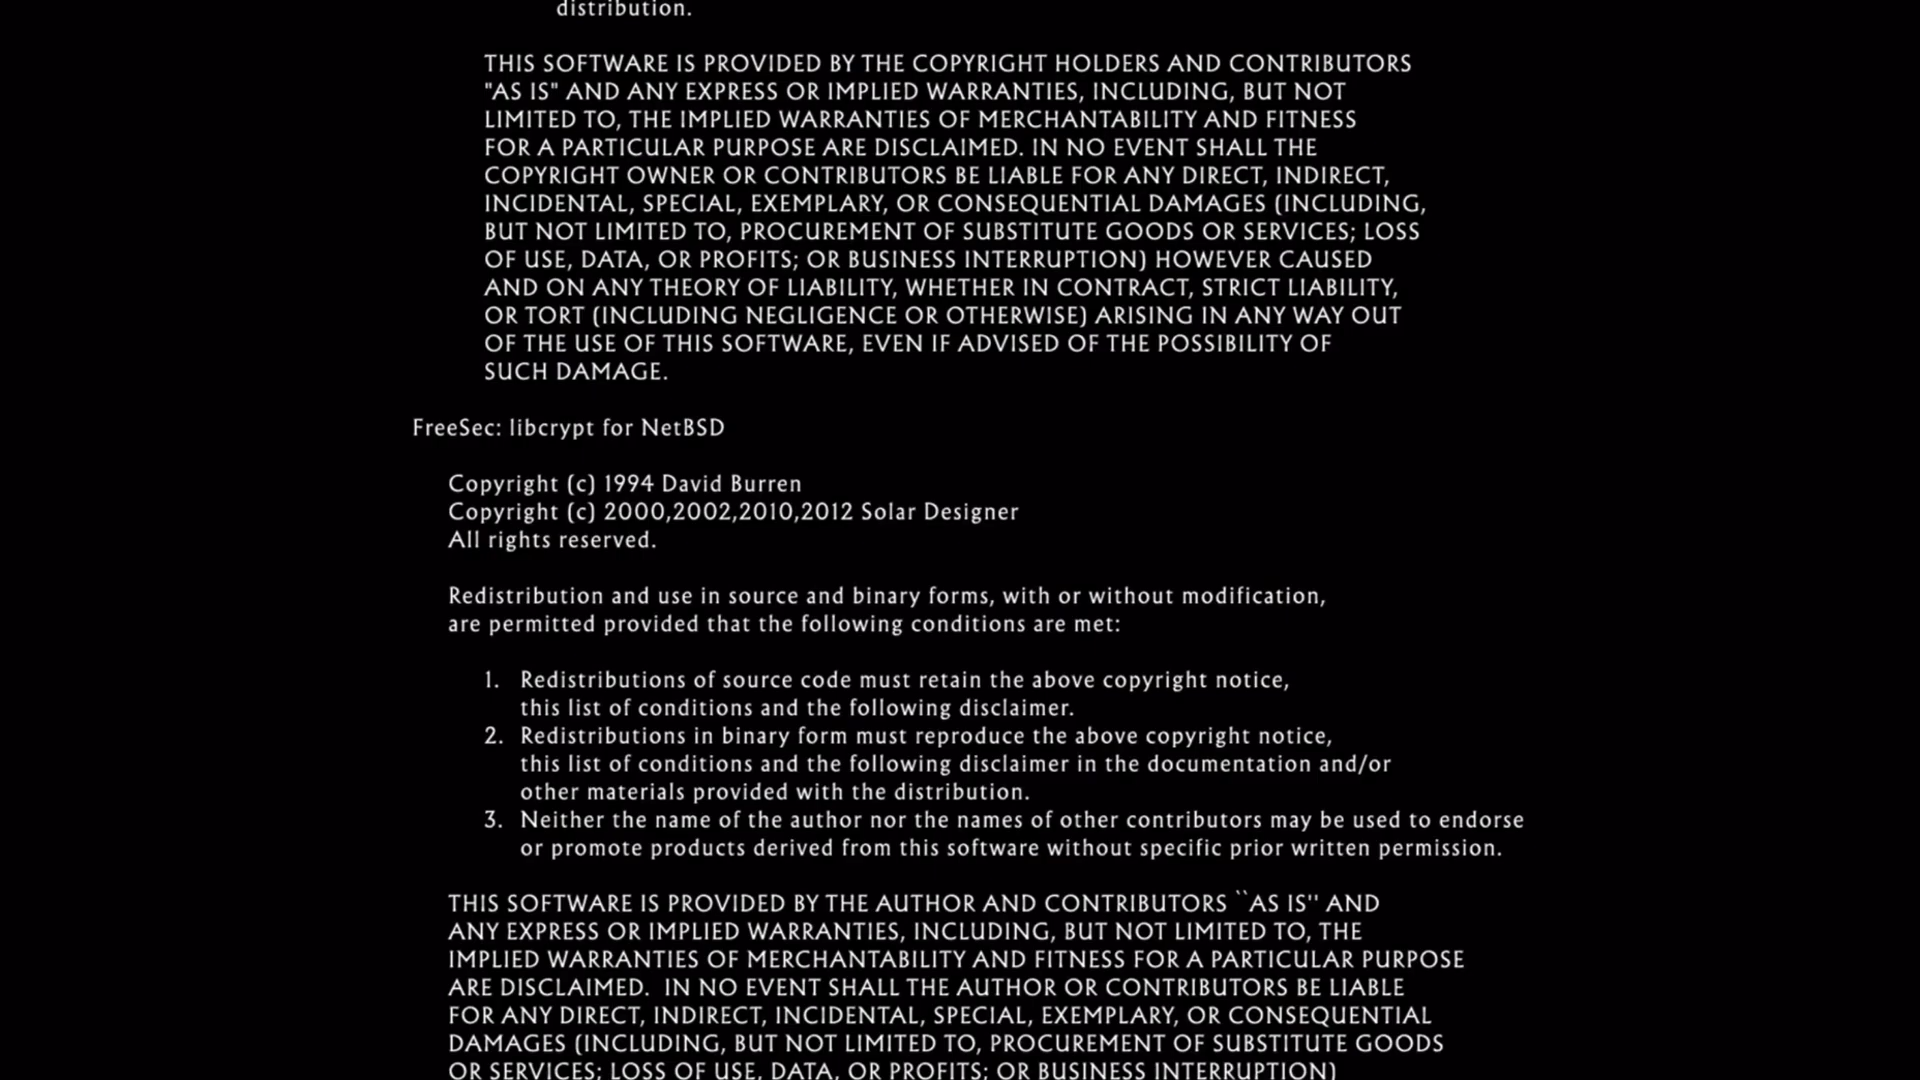 distribution.
THIS SOFTWARE IS PROVIDED BY THE COPYRIGHT HOLDERS AND CONTRIBUTORS
"AS IS" AND ANY EXPRESS OR IMPLIED WARRANTIES, INCLUDING, BUT NOT
LIMITED TO, THE IMPLIED WARRANTIES OF MERCHANTABILITY AND FITNESS
FOR A PARTICULAR PURPOSE ARE DISCLAIMED. IN NO EVENT SHALL THE
COPYRIGHT OWNER OR CONTRIBUTORS BE LIABLE FOR ANY DIRECT, INDIRECT,
INCIDENTAL, SPECIAL, EXEMPLARY, OR CONSEQUENTIAL DAMAGES (INCLUDING,
BUT NOT LIMITED TO, PROCUREMENT OF SUBSTITUTE GOODS OR SERVICES; LOSS
OF USE, DATA, OR PROFITS; OR BUSINESS INTERRUPTION) HOWEVER CAUSED
AND ON ANY THEORY OF LIABILITY, WHETHER IN CONTRACT, STRICT LIABILITY,
OR TORT (INCLUDING NEGLIGENCE OR OTHERWISE) ARISING IN ANY WAY OUT
OF THE USE OF THIS SOFTWARE, EVEN IF ADVISED OF THE POSSIBILITY OF
SUCH DAMAGE.
FreeSec: libcrypt for NetBSD
Copyright (c) 1994 David Burren
Copyright (c) 2000,2002,2010,2012 Solar Designer
All rights reserved.
Redistribution and use in source and binary forms, with or without modification,
are permitted provided that the following conditions are met:
1. Redistributions of source code must retain the above copyright notice,
this list of conditions and the following disclaimer.
2. Redistributions in binary form must reproduce the above copyright notice,
this list of conditions and the following disclaimer in the documentation and/or
other materials provided with the distribution.
3. Neither the name of the author nor the names of other contributors may be used to endorse
or promote products derived from this software without specific prior written permission.
THIS SOFTWARE IS PROVIDED BY THE AUTHOR AND CONTRIBUTORS ``AS IS'' AND
ANY EXPRESS OR IMPLIED WARRANTIES, INCLUDING, BUT NOT LIMITED TO, THE
IMPLIED WARRANTIES OF MERCHANTABILITY AND FITNESS FOR A PARTICULAR PURPOSE
ARE DISCLAIMED.  IN NO EVENT SHALL THE AUTHOR OR CONTRIBUTORS BE LIABLE
FOR ANY DIRECT, INDIRECT, INCIDENTAL, SPECIAL, EXEMPLARY, OR CONSEQUENTIAL
DAMAGES (INCLUDING, BUT NOT LIMITED TO, PROCUREMENT OF SUBSTITUTE GOODS
OR SERVICES; LOSS OF USE, DATA, OR PROFITS; OR BUSINESS INTERRUPTION)